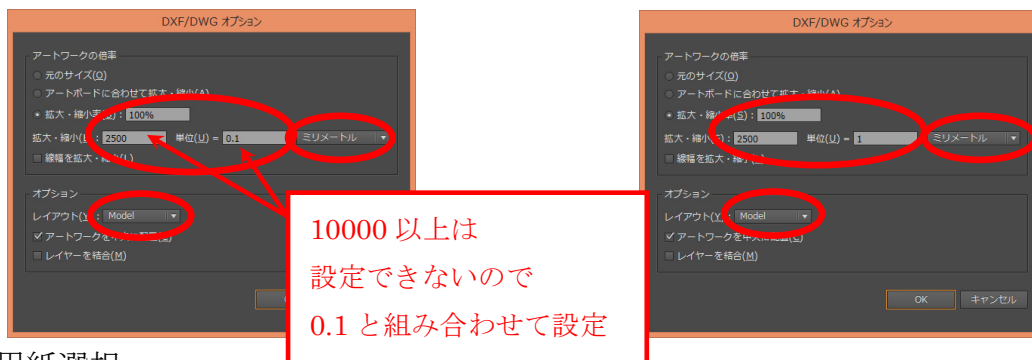 DXF/DWG オプション
アートワークの倍率
元のサイズ(O)
アートボードに合わせて拡大・縮小(A)
拡大・縮小率(S)：100%
拡大・縮小 2500 単位(U) = 0.1 ミリメートル
線幅を拡大・縮小(L)
オプション
レイアウト(Y)：Model
アートワークを
レイヤーを結合(M)
10000 以上は
設定できないので
0.1 と組み合わせて設定
DXF/DWG オプション
アートワークの倍率
元のサイズ(O)
アートボードに合わせて拡大・縮小(A)
拡大・縮小率(S)：100%
拡大・縮小 2500 単位(U) = 1 ミリメートル
線幅を拡大・縮小
オプション
レイアウト(Y)：Model
アートワークを中央に配置(C)
レイヤーを結合(M)
OK キャンセル
用紙選択